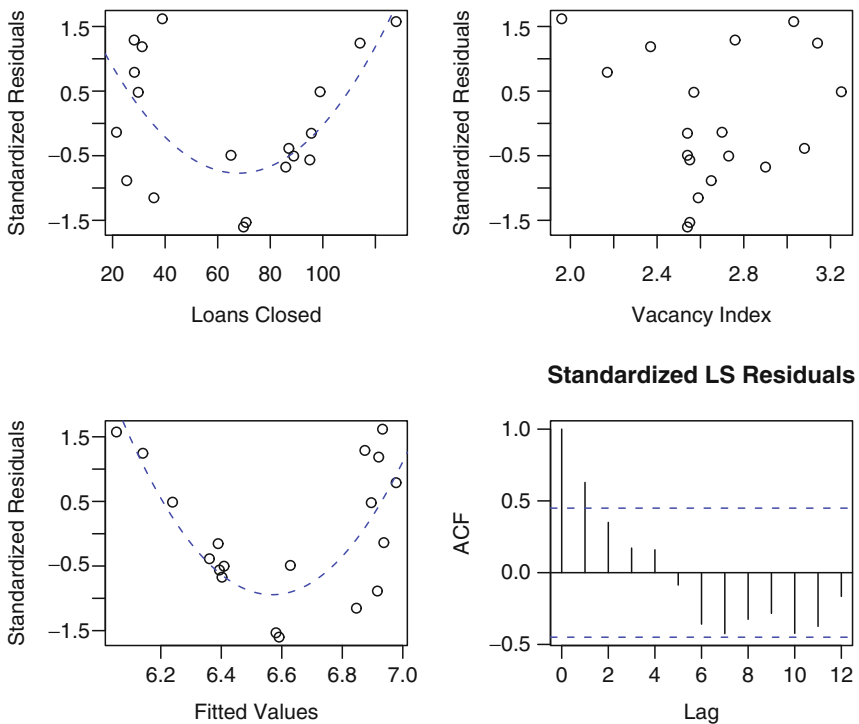 Standardized Residuals
1.5
0.5
−0.5
−1.5
20 40 60 80 100
Loans Closed
Standardized Residuals
1.5
0.5
−0.5
−1.5
2.0 2.4 2.8 3.2
Vacancy Index
Standardized Residuals
1.5
0.5
−0.5
−1.5
6.2 6.4 6.6 6.8 7.0
Fitted Values
Standardized LS Residuals
ACF
1.0
0.5
0.0
−0.5
0 2 4 6 8 10 12
Lag